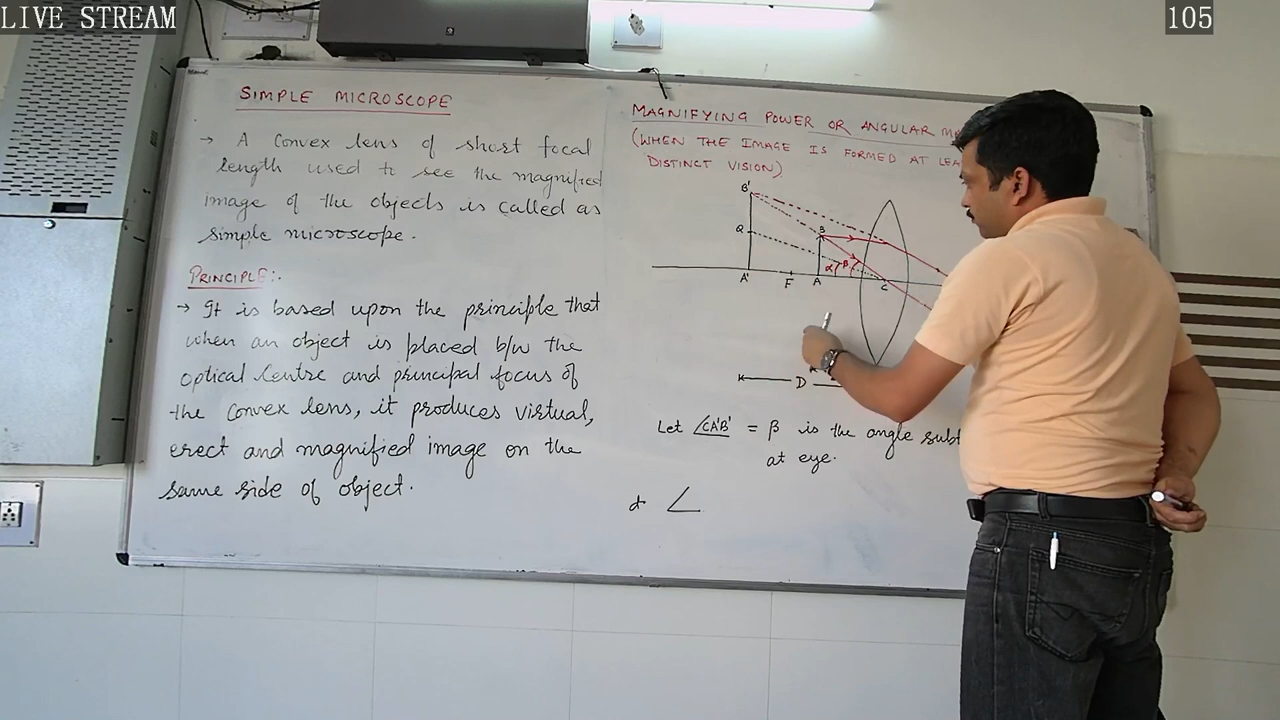 LIVE STREAM
105
SIMPLE MICROSCOPE
→ A Convex lens of short focal
length used to see the magnified
image of the objects is called as
simple microscope.
PRINCIPLE:-
→ It is based upon the principle that
when an object is placed b/w the
optical Centre and principal focus of
the Convex lens, it produces virtual,
erect and magnified image on the
same side of object.
MAGNIFYING POWER OR ANGULAR
(WHEN THE IMAGE IS FORMED AT
DISTINCT VISION)
B'
Q B
α β
A' F A C
D
Let ∠CA'B' = β is the angle
at eye.
& ∠